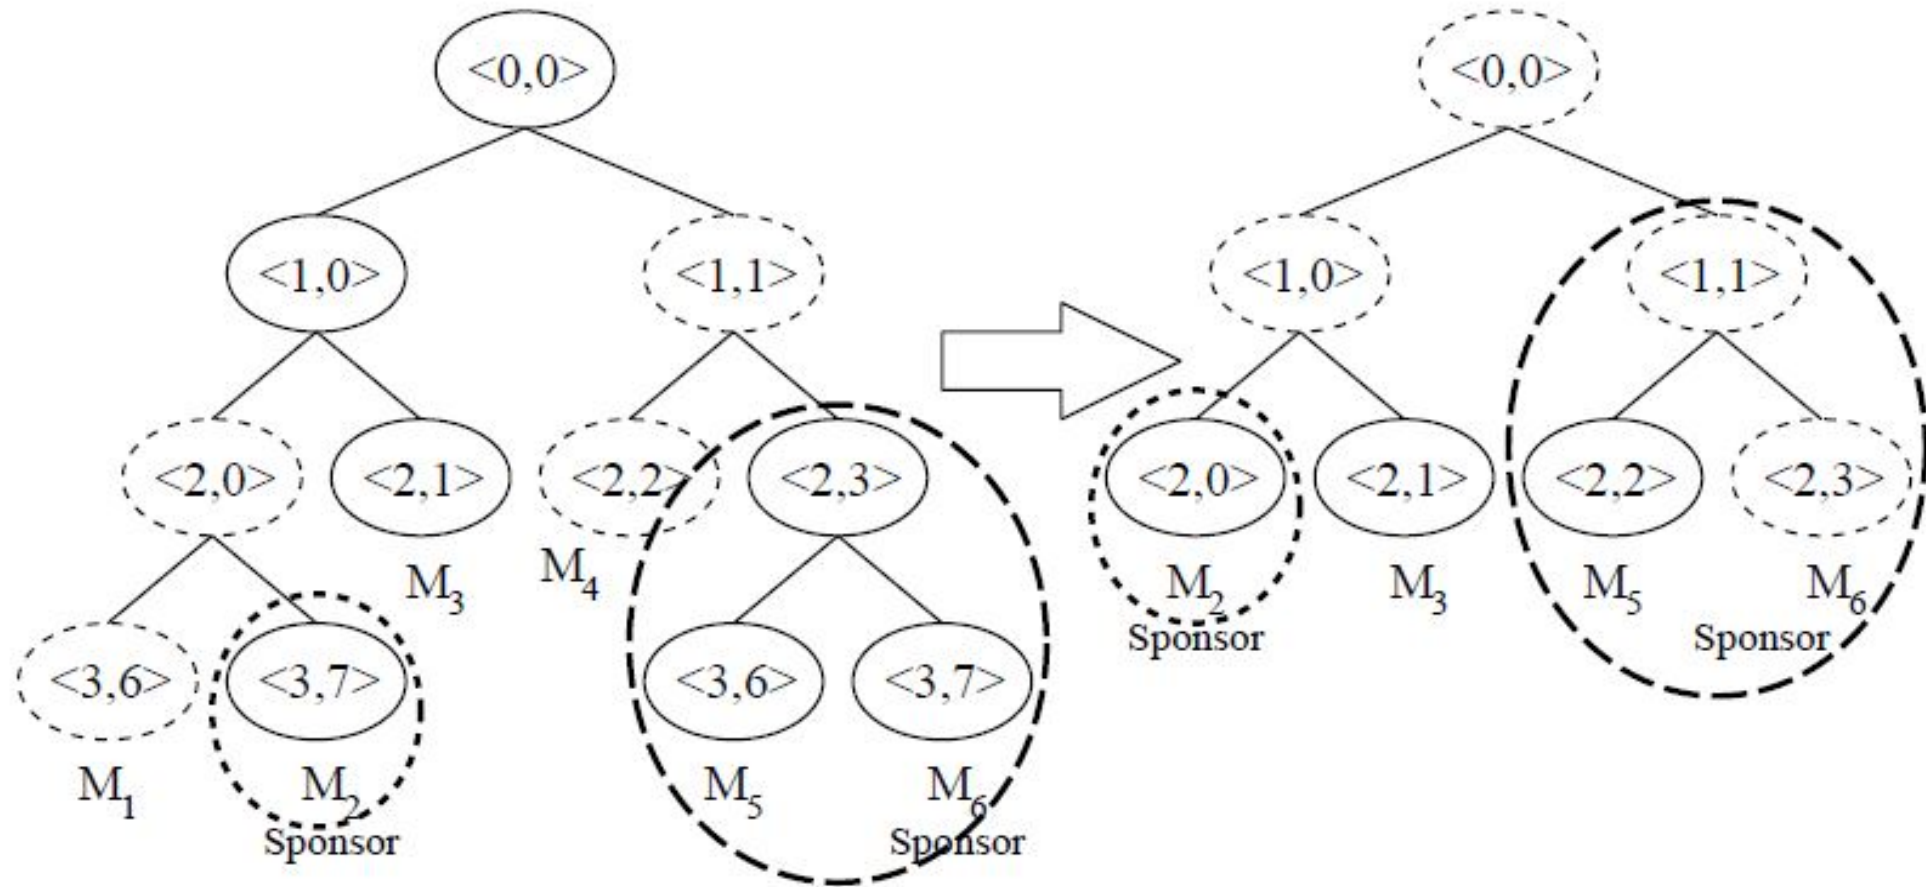 <0,0> <0,0>
<1,0> <1,1> <1,0> <1,1>
<2,0> <2,1> <2,2> <2,3> <2,0> <2,1> <2,2> <2,3>
M3 M4 M2 M3 M5 M6
Sponsor Sponsor
<3,6> <3,7> <3,6> <3,7>
M1 M2 M5 M6
Sponsor Sponsor